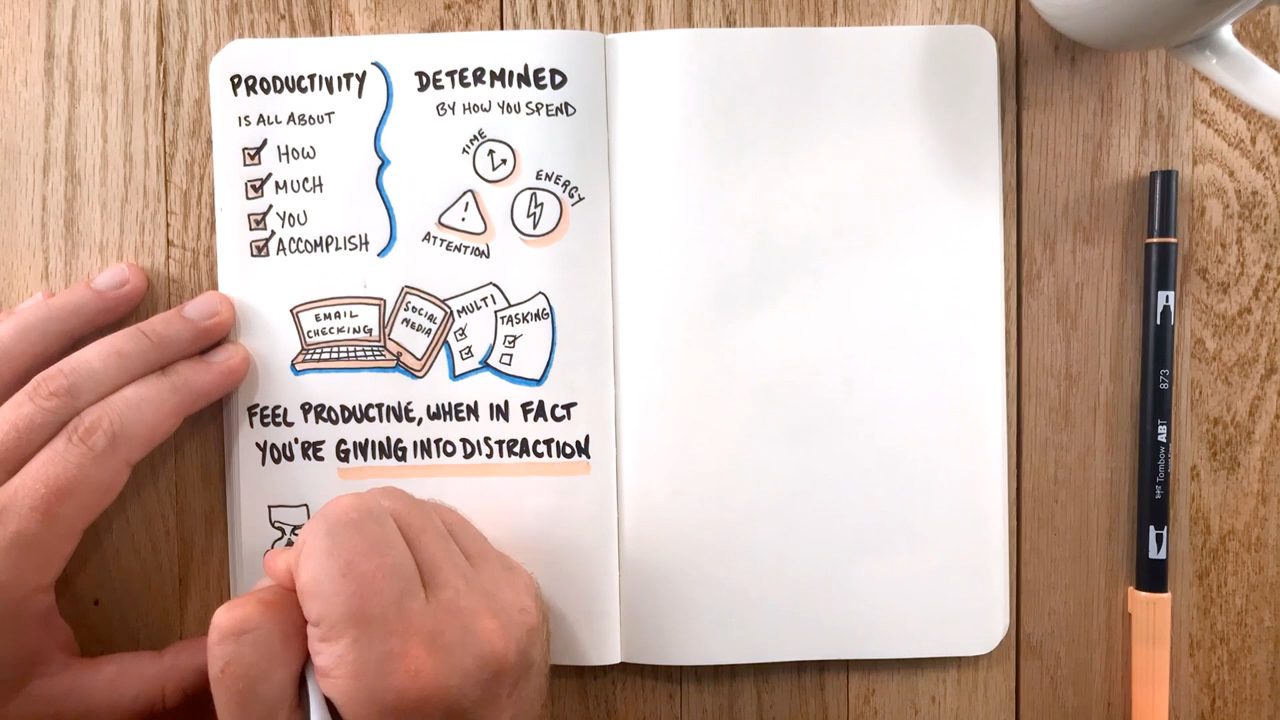 PRODUCTIVITY
IS ALL ABOUT
HOW
MUCH
YOU
ACCOMPLISH
DETERMINED
BY HOW YOU SPEND
TIME
ENERGY
ATTENTION
EMAIL
CHECKING
SOCIAL
MEDIA
MULTI
TASKING
FEEL PRODUCTIVE, WHEN IN FACT
YOU'RE GIVING INTO DISTRACTION
873
Tombow ABT